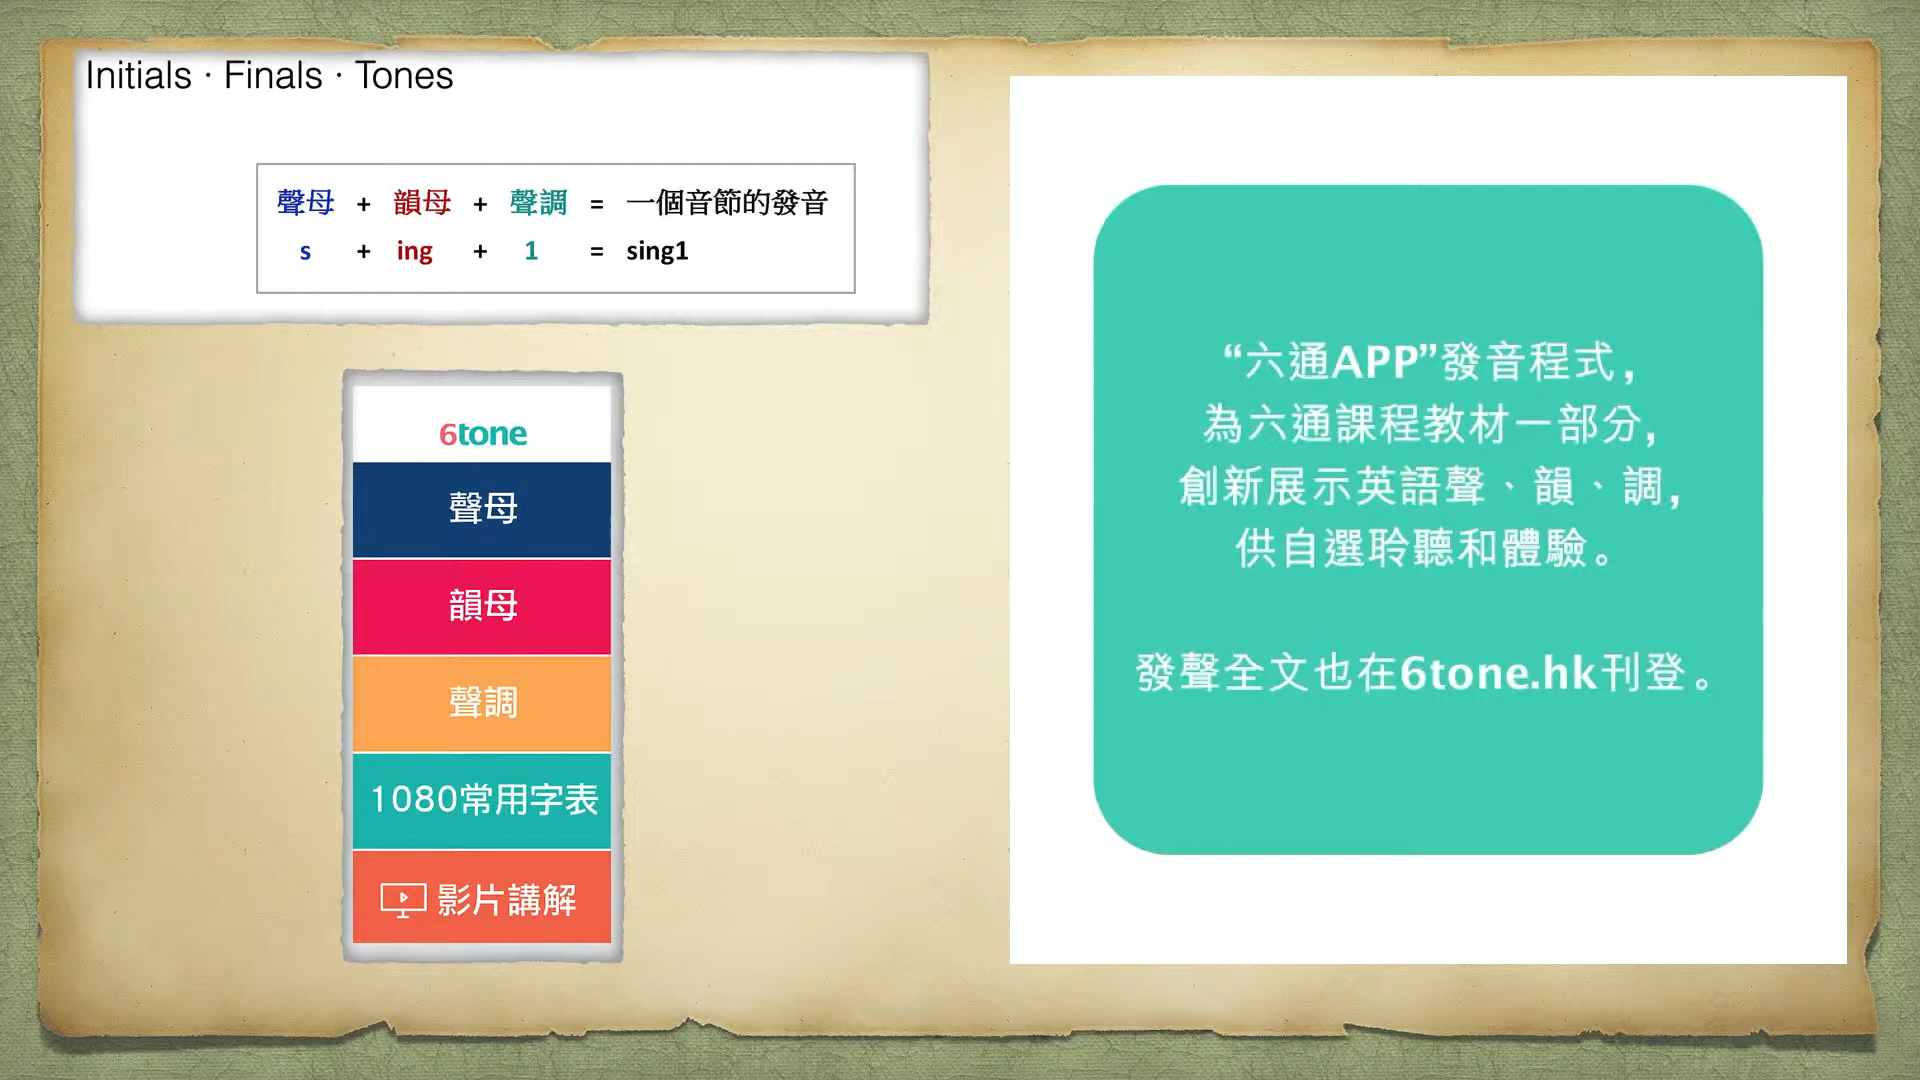 Initials · Finals · Tones
聲母 + 韻母 + 聲調 = 一個音節的發音
s + ing + 1 = sing1
6tone
聲母
韻母
聲調
1080常用字表
影片講解
“六通APP”發音程式,
為六通課程教材一部分,
創新展示英語聲、韻、調,
供自選聆聽和體驗。
發聲全文也在6tone.hk刊登。